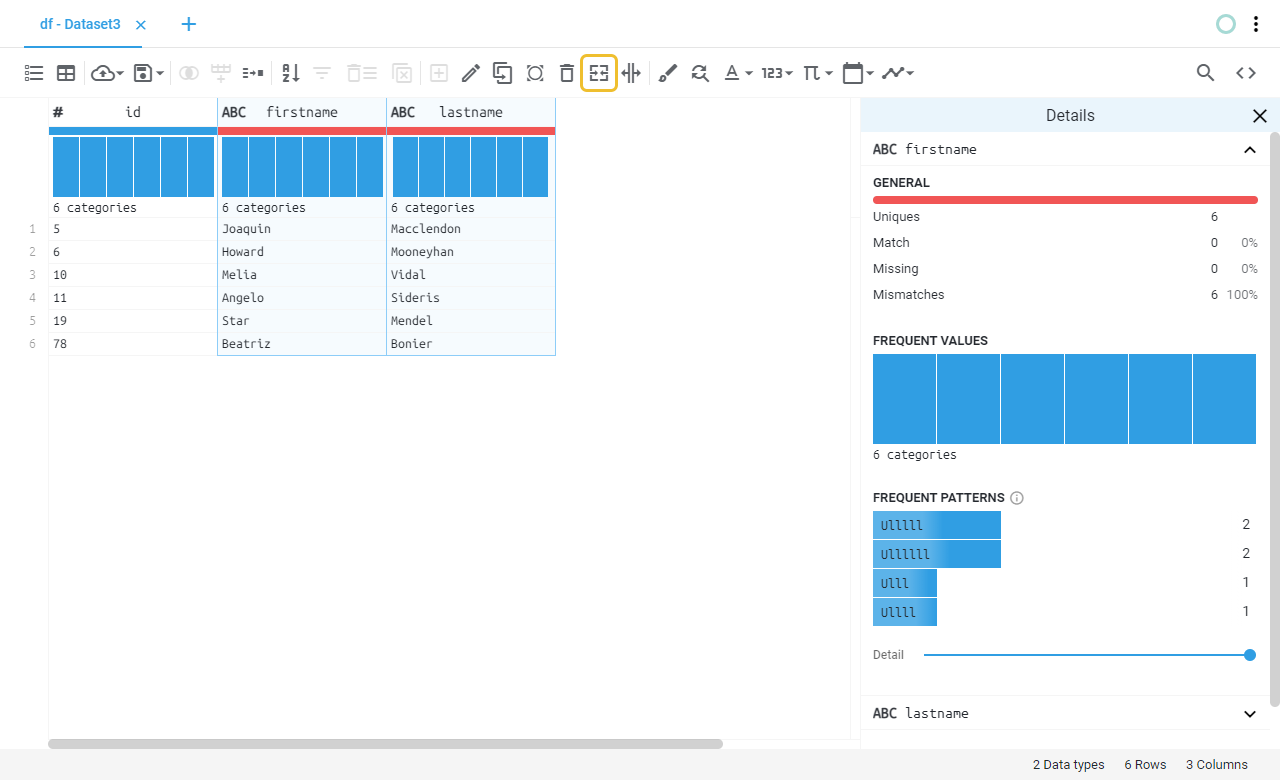 df - Dataset3
123
# id ABC firstname ABC lastname
6 categories 6 categories 6 categories
1 5 Joaquin Macclendon
2 6 Howard Mooneyhan
3 10 Melia Vidal
4 11 Angelo Sideris
5 19 Star Mendel
6 78 Beatriz Bonier
Details
ABC firstname
GENERAL
Uniques 6
Match 0 0%
Missing 0 0%
Mismatches 6 100%
FREQUENT VALUES
6 categories
FREQUENT PATTERNS
Ulllll 2
Ullllll 2
Ulll 1
Ullll 1
Detail
ABC lastname
2 Data types 6 Rows 3 Columns